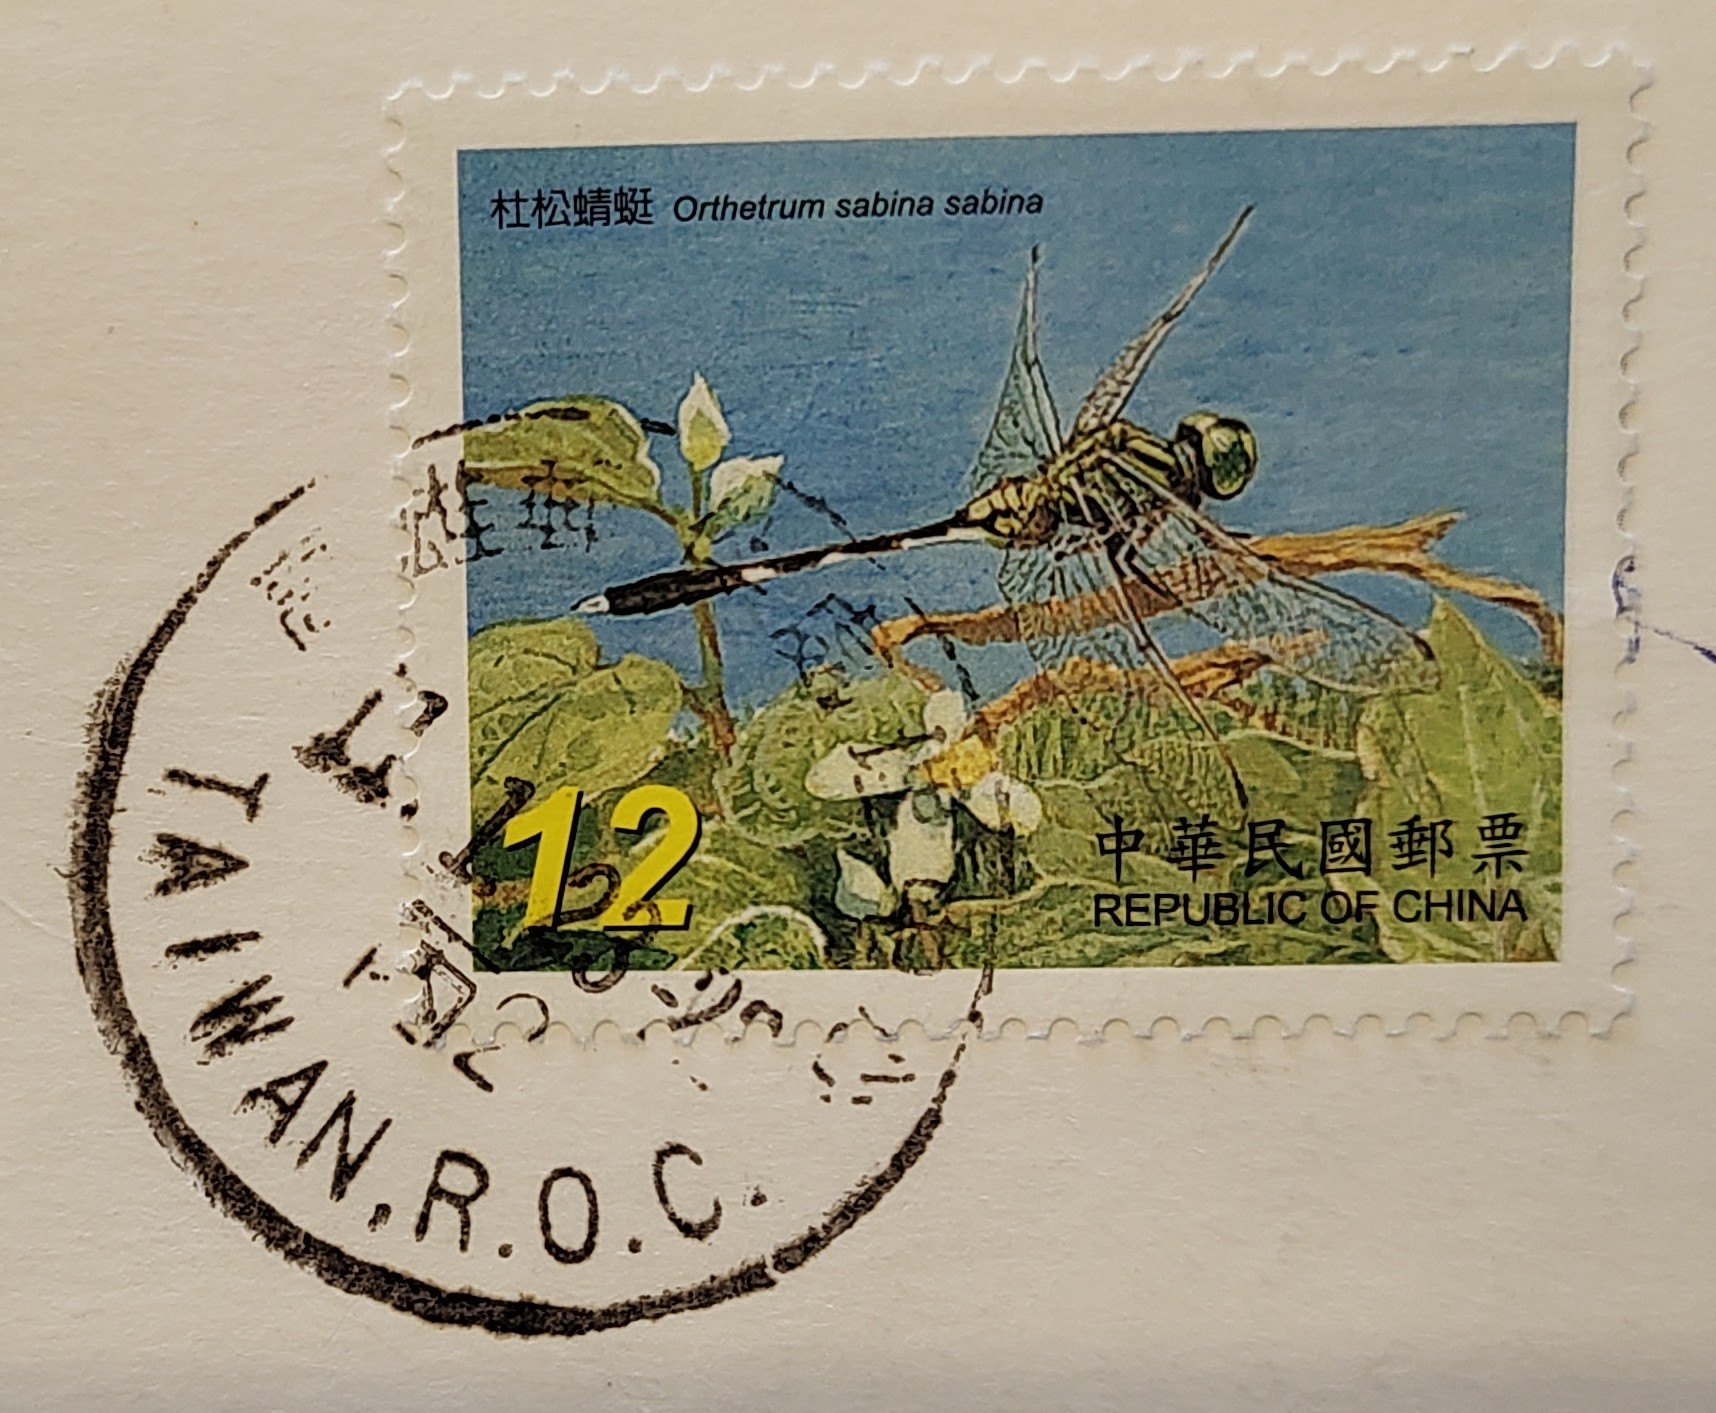 杜松蜻蜓 Orthetrum sabina sabina
12
中華民國郵票
REPUBLIC OF CHINA
TAIWAN.R.O.C.